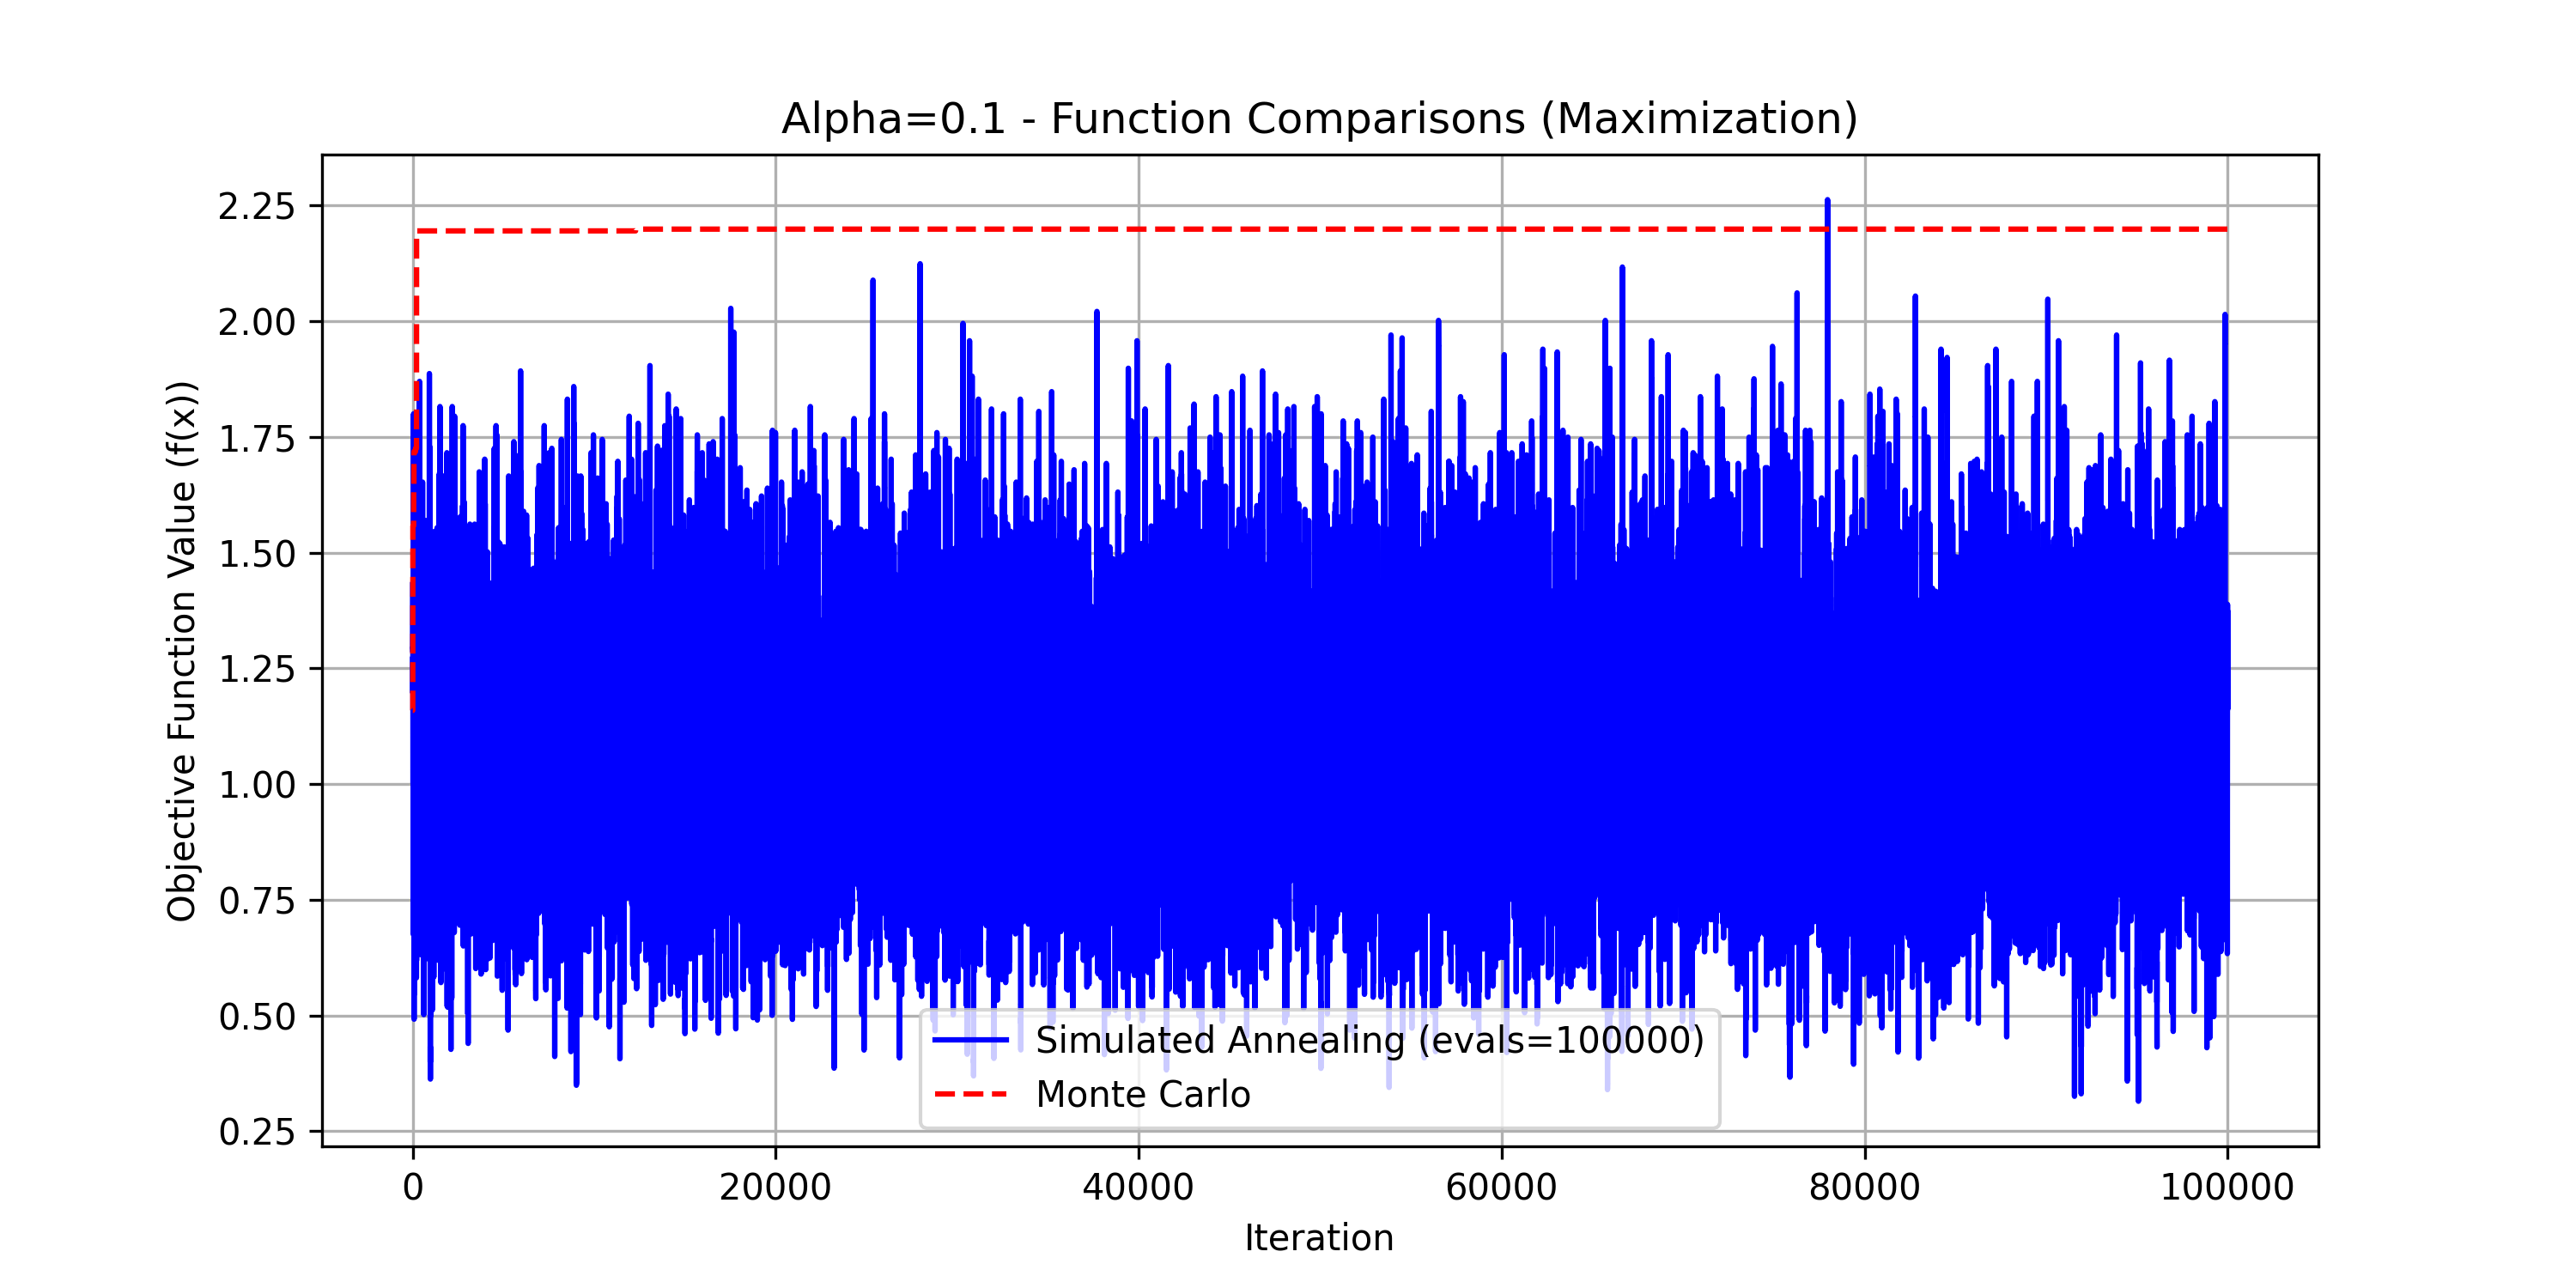 Alpha=0.1 - Function Comparisons (Maximization)
Objective Function Value (f(x))
2.25
2.00
1.75
1.50
1.25
1.00
0.75
0.50
0.25
Simulated Annealing (evals=100000)
Monte Carlo
0 20000 40000 60000 80000 100000
Iteration